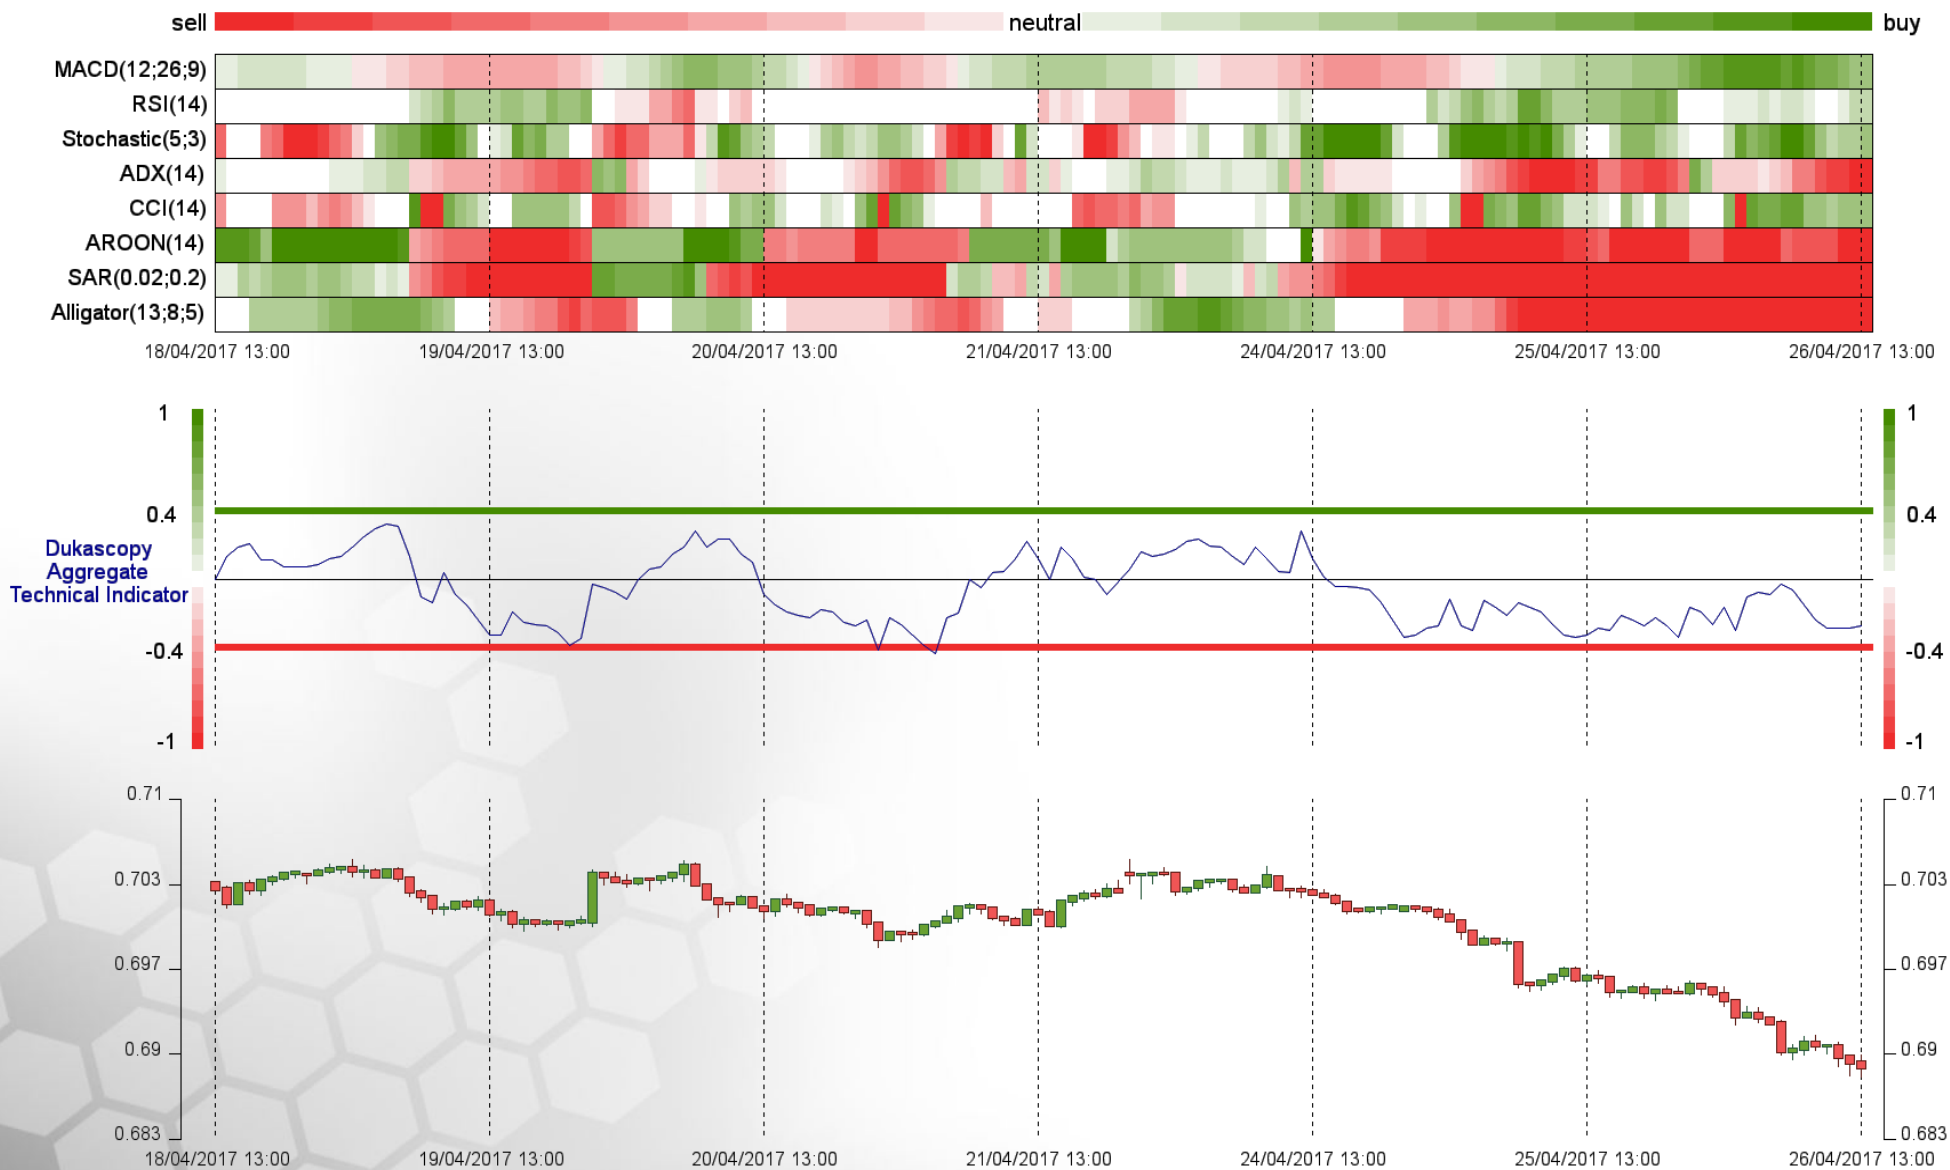 sell neutral buy
MACD(12;26;9)
RSI(14)
Stochastic(5;3)
ADX(14)
CCI(14)
AROON(14)
SAR(0.02;0.2)
Alligator(13;8;5)
18/04/2017 13:00 19/04/2017 13:00 20/04/2017 13:00 21/04/2017 13:00 24/04/2017 13:00 25/04/2017 13:00 26/04/2017 13:00
1 1
0.4 0.4
Dukascopy
Aggregate
Technical Indicator
-0.4 -0.4
-1 -1
0.71 0.71
0.703 0.703
0.697 0.697
0.69 0.69
0.683 0.683
18/04/2017 13:00 19/04/2017 13:00 20/04/2017 13:00 21/04/2017 13:00 24/04/2017 13:00 25/04/2017 13:00 26/04/2017 13:00